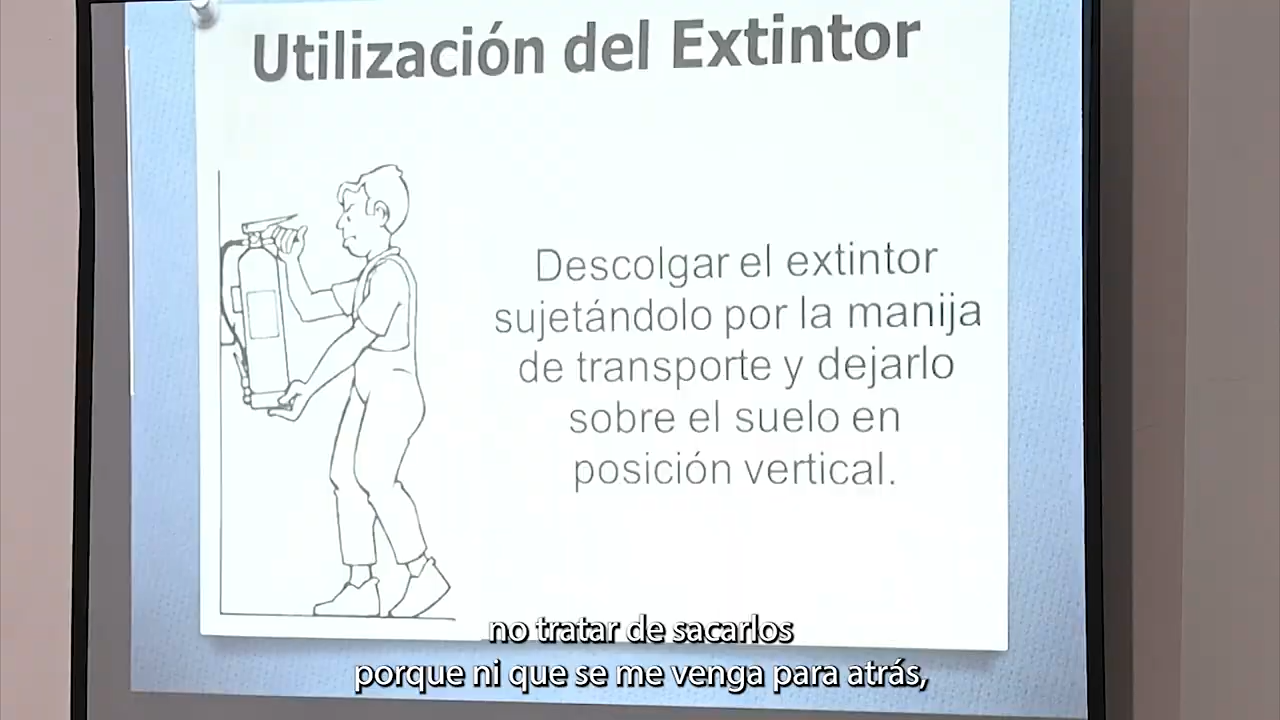 Utilización del Extintor
Descolgar el extintor
sujetándolo por la manija
de transporte y dejarlo
sobre el suelo en
posición vertical.
no tratar de sacarlos
porque ni que se me venga para atrás,